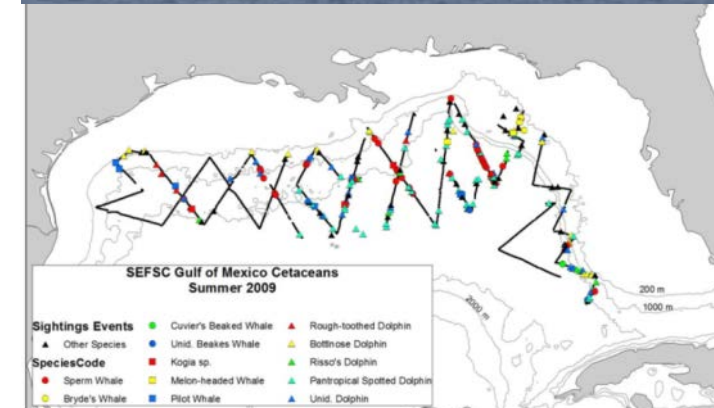 SEFSC Gulf of Mexico Cetaceans
Summer 2009
Sightings Events
Other Species
SpeciesCode
Sperm Whale
Bryde's Whale
Cuvier's Beaked Whale
Unid. Beakes Whale
Kogia sp.
Melon-headed Whale
Pilot Whale
Rough-toothed Dolphin
Bottlnose Dolphin
Risso's Dolphin
Pantropical Spotted Dolphin
Unid. Dolphin
200 m
1000 m
2000 m